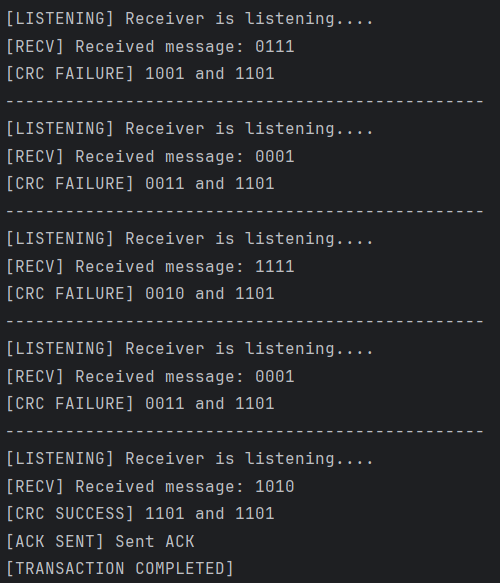 [LISTENING] Receiver is listening....
[RECV] Received message: 0111
[CRC FAILURE] 1001 and 1101
------------------------------------------------
[LISTENING] Receiver is listening....
[RECV] Received message: 0001
[CRC FAILURE] 0011 and 1101
------------------------------------------------
[LISTENING] Receiver is listening....
[RECV] Received message: 1111
[CRC FAILURE] 0010 and 1101
------------------------------------------------
[LISTENING] Receiver is listening....
[RECV] Received message: 0001
[CRC FAILURE] 0011 and 1101
------------------------------------------------
[LISTENING] Receiver is listening....
[RECV] Received message: 1010
[CRC SUCCESS] 1101 and 1101
[ACK SENT] Sent ACK
[TRANSACTION COMPLETED]